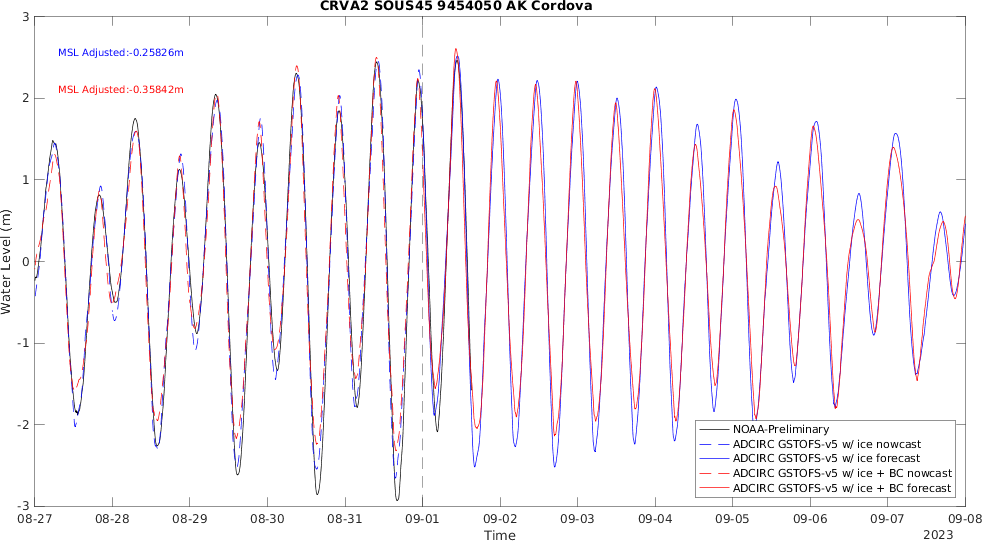 CRVA2 SOUS45 9454050 AK Cordova
MSL Adjusted:-0.25826m
MSL Adjusted:-0.35842m
3
2
1
0
-1
-2
-3
Water Level (m)
NOAA-Preliminary
ADCIRC GSTOFS-v5 w/ ice nowcast
ADCIRC GSTOFS-v5 w/ ice forecast
ADCIRC GSTOFS-v5 w/ ice + BC nowcast
ADCIRC GSTOFS-v5 w/ ice + BC forecast
08-27 08-28 08-29 08-30 08-31 09-01 09-02 09-03 09-04 09-05 09-06 09-07 09-08
Time
2023